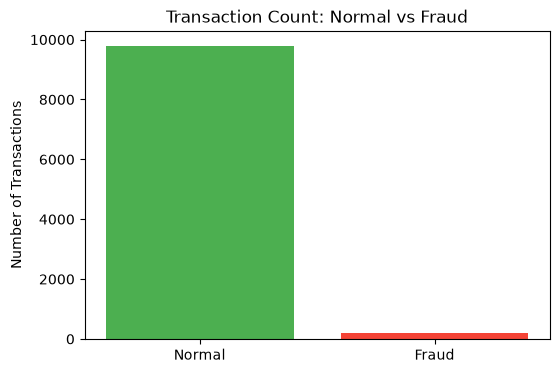 Transaction Count: Normal vs Fraud
10000
8000
6000
4000
2000
0
Number of Transactions
Normal
Fraud